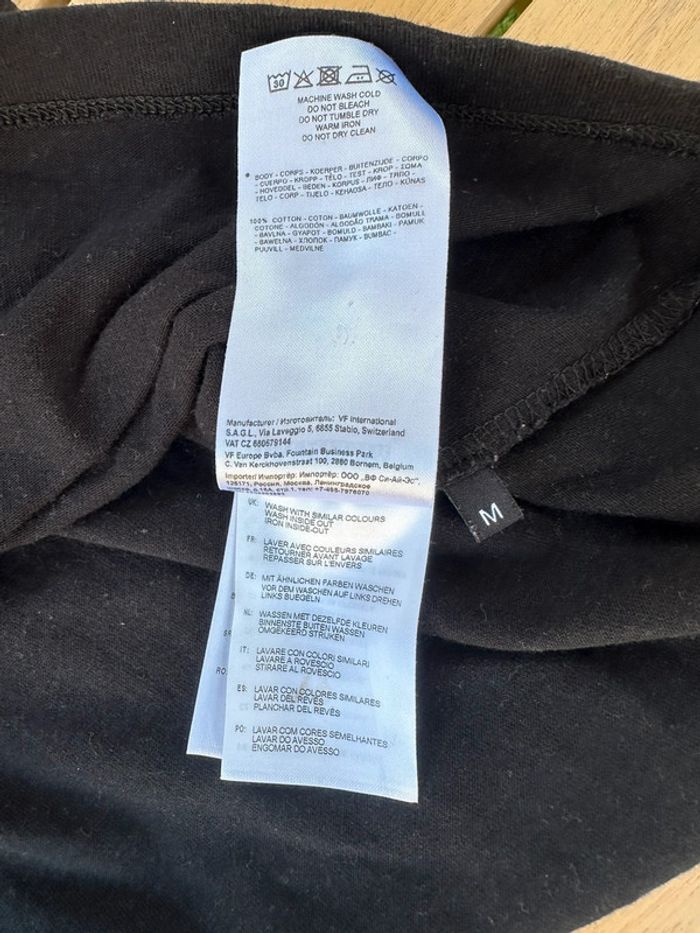 30
MACHINE WASH COLD
DO NOT BLEACH
DO NOT TUMBLE DRY
WARM IRON
DO NOT DRY CLEAN
BODY - CORPS - KOERPER - BUITENZIJDE - CORPO
- CUERPO - KROPP - TĚLO - TEST - KROP - ΣΩΜΑ
- HOVEDDEL - BEDEN - KORPUS - ЛИФ - ТЯЛО -
TELO - CORP - TIJELO - KEHAOSA - ТЕЛО - KŪNAS
100% COTTON - COTON - BAUMWOLLE - KATOEN -
COTONE - ALGODÓN - ALGODÃO TRAMA - BOMULL
- BAVLNA - GYAPOT - BOMULD - BAMBAKI - PAMUK
- BAWEŁNA - ХЛОПОК - ПАМУК - BUMBAC -
PUUVILL - MEDVILNE
Manufacturer / Изготовитель: VF International
S.A.G.L., Via Laveggio 5, 6855 Stabio, Switzerland
VAT CZ 680679144
VF Europe Bvba, Fountain Business Park
C. Van Kerckhovenstraat 100, 2880 Bornem, Belgium
Importer/ Импортёр: ООО „ВФ Си-Ай-Эс",
Россия, Москва, Ленинградское
M
UK: WASH WITH SIMILAR COLOURS
WASH INSIDE OUT
IRON INSIDE-OUT
FR: LAVER AVEC COULEURS SIMILAIRES
RETOURNER AVANT LAVAGE
REPASSER SUR L'ENVERS
DE: MIT ÄHNLICHEN FARBEN WASCHEN
VOR DEM WASCHEN AUF LINKS DREHEN
LINKS BUEGELN
NL: WASSEN MET DEZELFDE KLEUREN
BINNENSTE BUITEN WASSEN
OMGEKEERD STRIJKEN
IT: LAVARE CON COLORI SIMILARI
LAVARE A ROVESCIO
STIRARE AL ROVESCIO
ES: LAVAR CON COLORES SIMILARES
LAVAR DEL REVÉS
PLANCHAR DEL REVÉS
PO: LAVAR COM CORES SEMELHANTES
LAVAR DO AVESSO
ENGOMAR DO AVESSO
RO